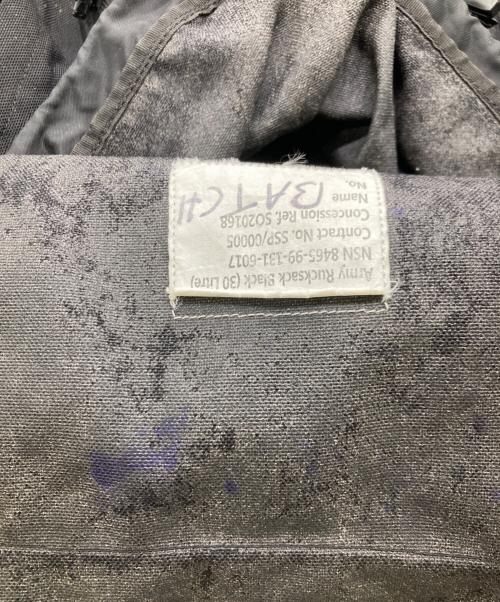 Army Rucksack Black (30 Litre)
NSN 8465-99-131-6017
Contract No. SSP/00005
Concession Ref. SO20168
Name
No.
BATCH